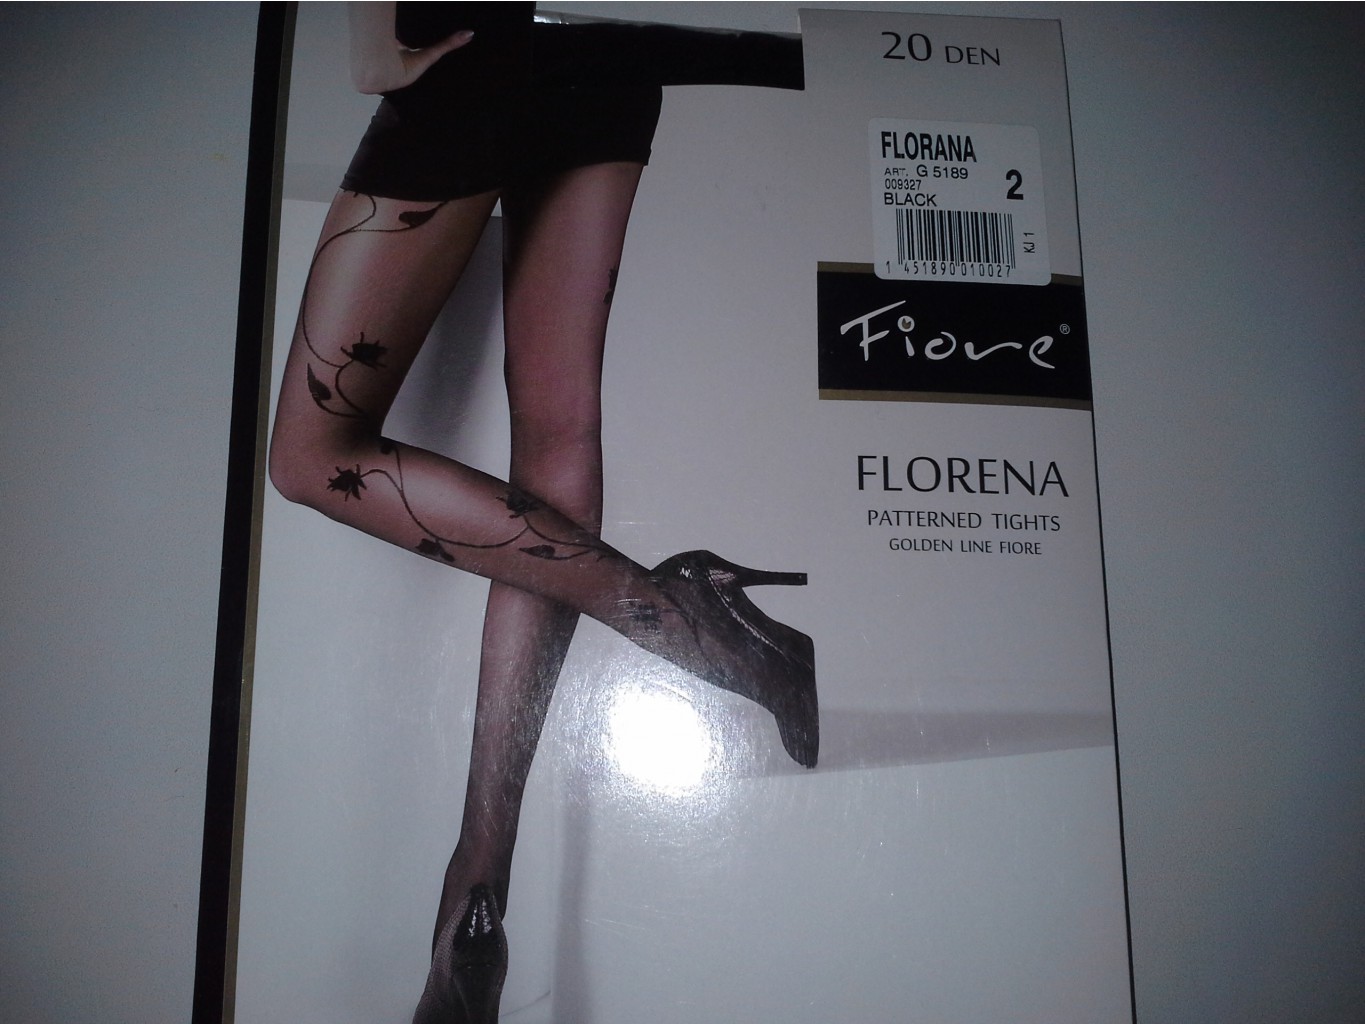 20 DEN
FLORANA
ART. G 5189
009327
BLACK
2
KJ 1
1 451890 010027
Fiore®
FLORENA
PATTERNED TIGHTS
GOLDEN LINE FIORE